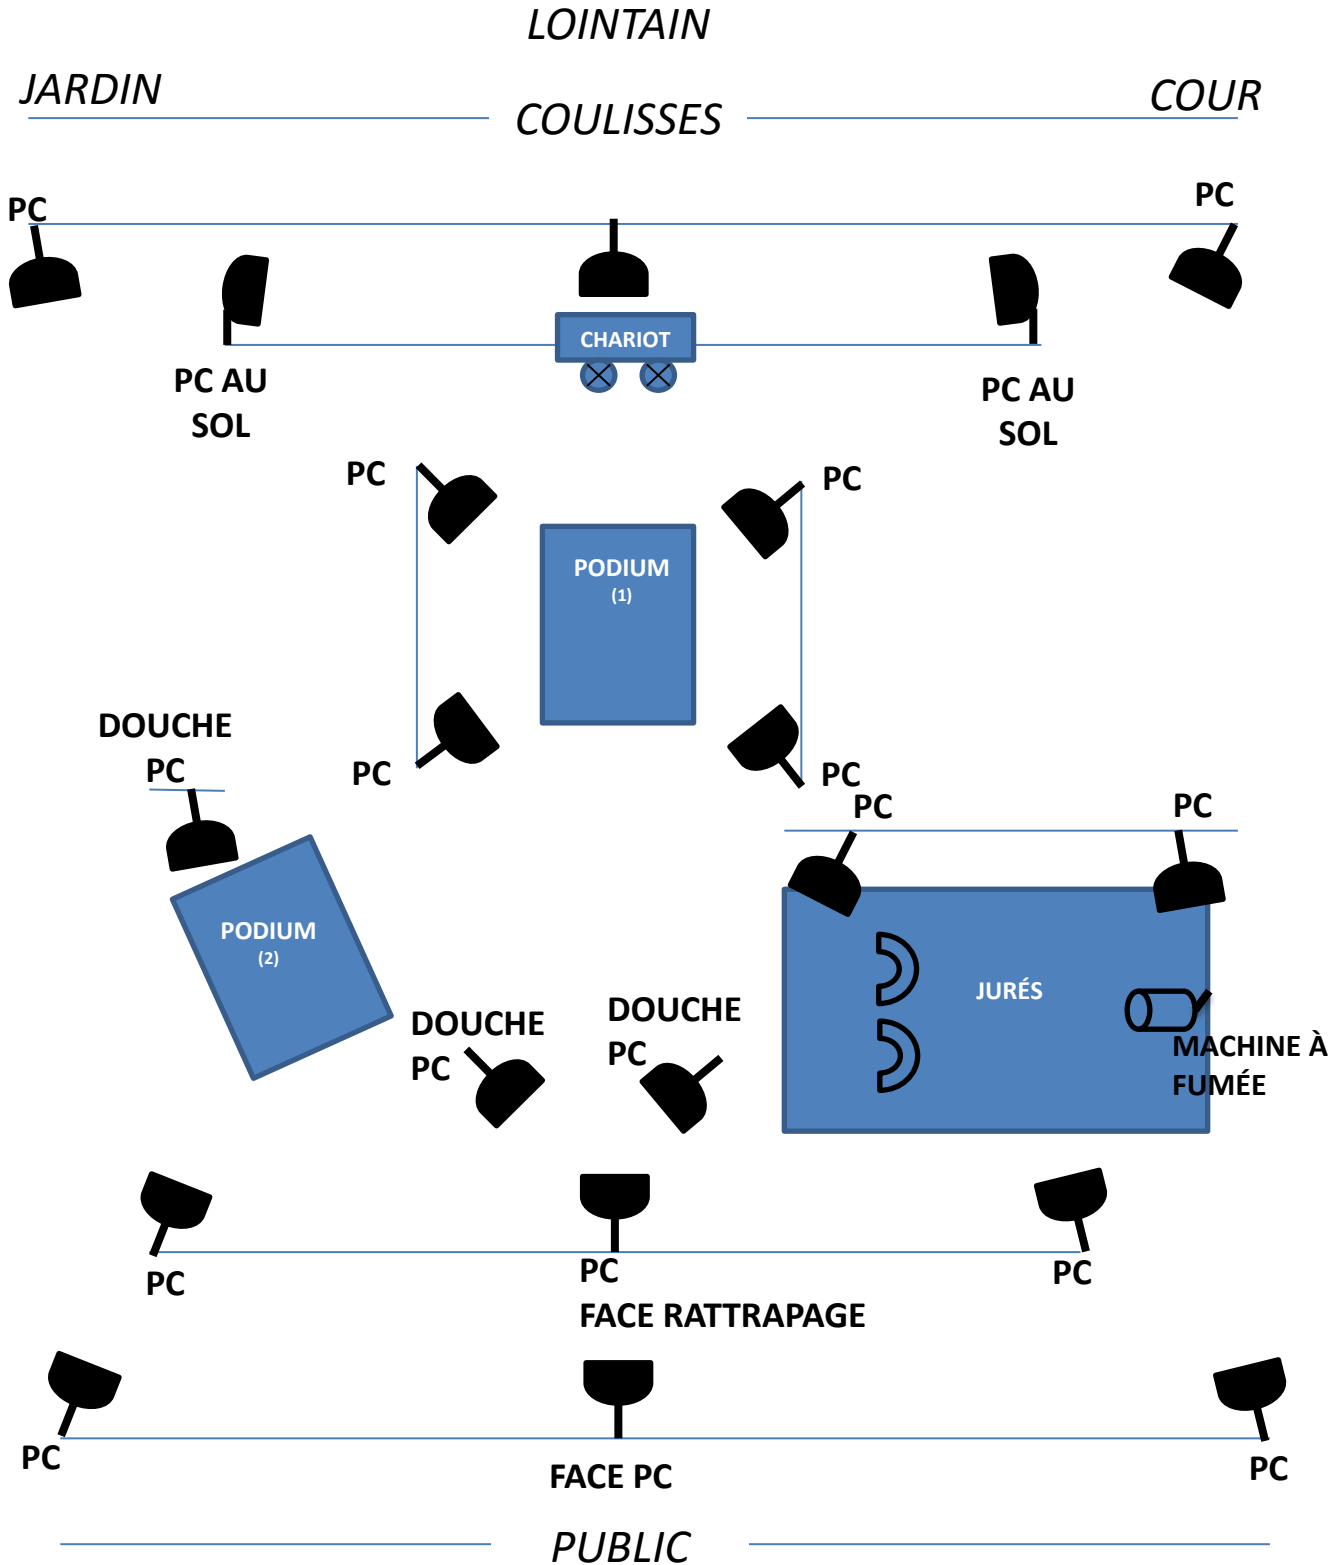 LOINTAIN
JARDIN
COUR
COULISSES
PC
PC
CHARIOT
PC AU
SOL
PC AU
SOL
PC
PC
PODIUM
(1)
DOUCHE
PC
PC
PC
PC
PC
PODIUM
(2)
JURÉS
DOUCHE
PC
DOUCHE
PC
MACHINE À
FUMÉE
PC
PC
FACE RATTRAPAGE
PC
PC
FACE PC
PC
PUBLIC